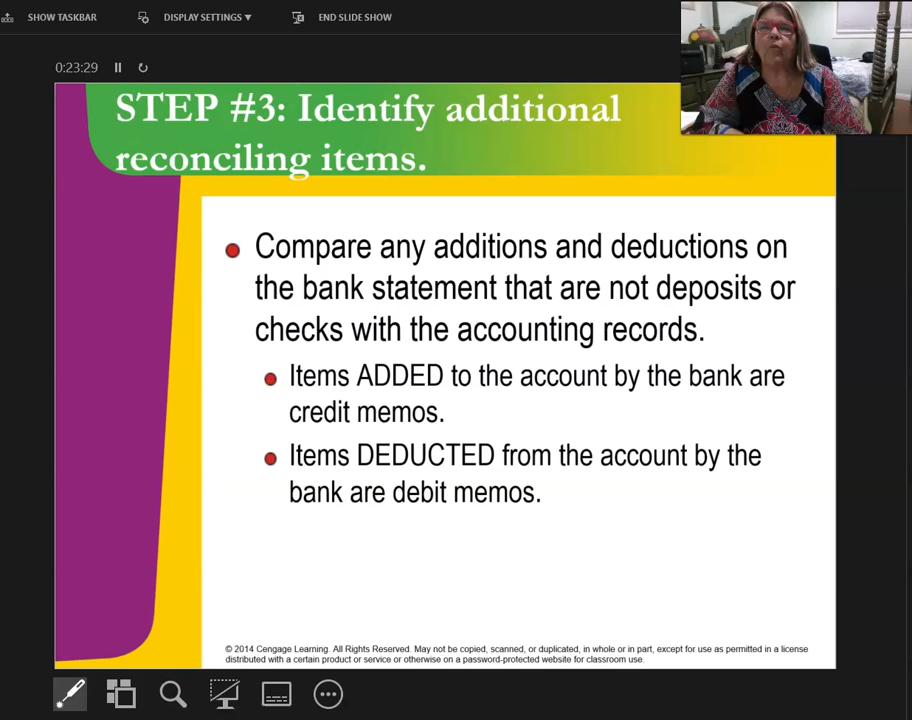 SHOW TASKBAR
DISPLAY SETTINGS ▼
END SLIDE SHOW
0:23:29
STEP #3: Identify additional
reconciling items.
Compare any additions and deductions on
the bank statement that are not deposits or
checks with the accounting records.
Items ADDED to the account by the bank are
credit memos.
Items DEDUCTED from the account by the
bank are debit memos.
© 2014 Cengage Learning. All Rights Reserved. May not be copied, scanned, or duplicated, in whole or in part, except for use as permitted in a license
distributed with a certain product or service or otherwise on a password-protected website for classroom use.